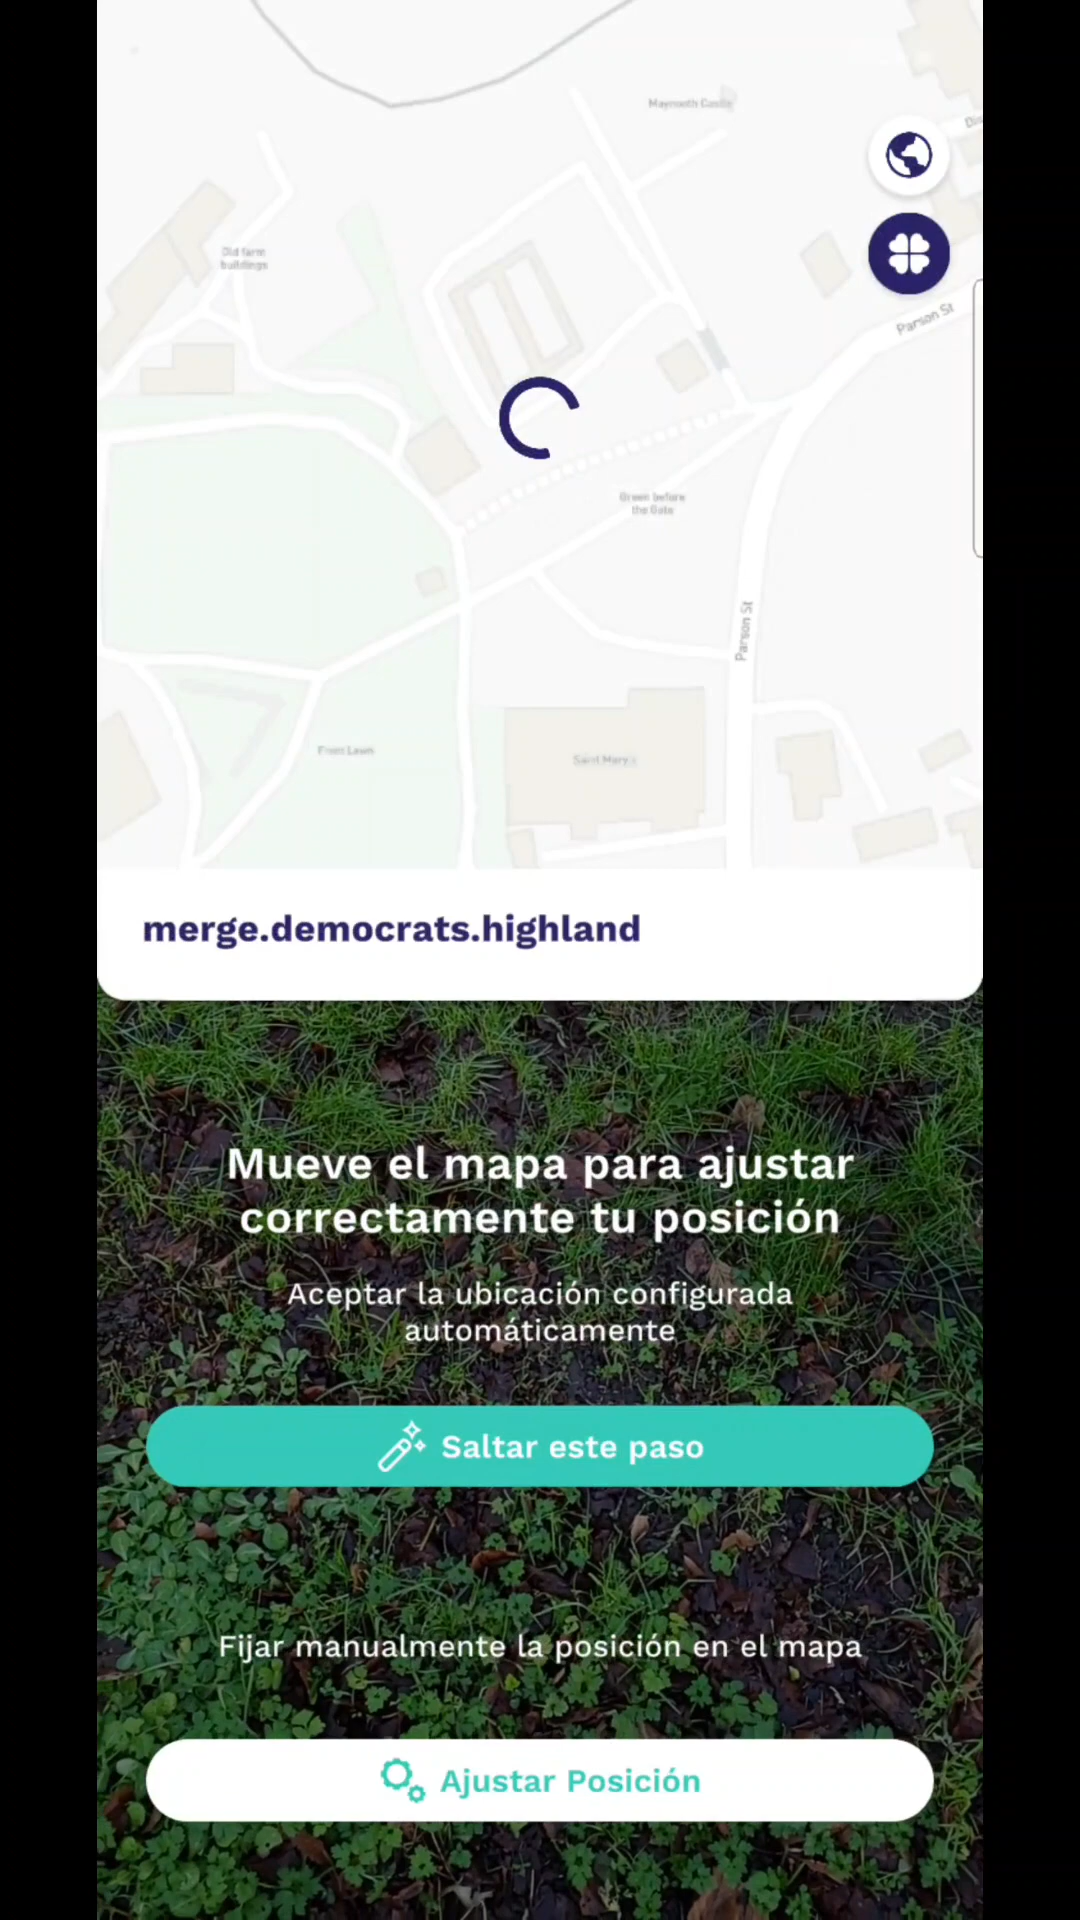 Maynooth Castle
Old farm
buildings
Parson St
Green before
the Gate
Parson St
Front Lawn
Saint Mary's
merge.democrats.highland
Mueve el mapa para ajustar
correctamente tu posición
Aceptar la ubicación configurada
automáticamente
Saltar este paso
Fijar manualmente la posición en el mapa
Ajustar Posición